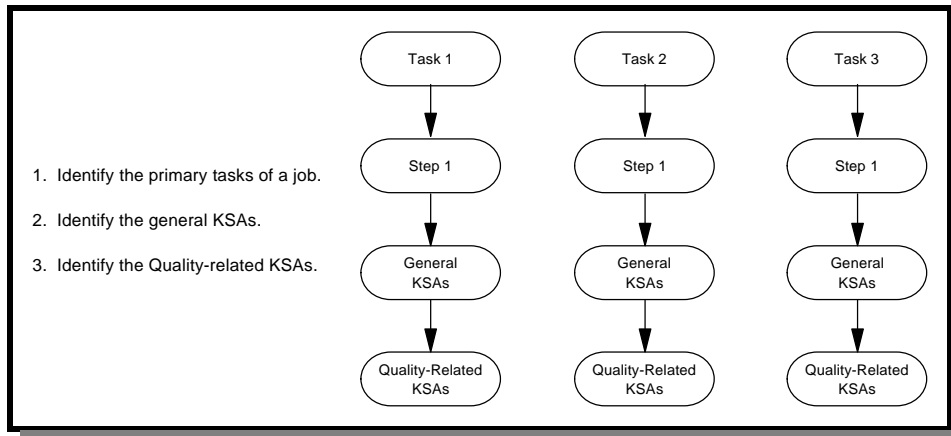 1. Identify the primary tasks of a job.
2. Identify the general KSAs.
3. Identify the Quality-related KSAs.
Task 1
Step 1
General
KSAs
Quality-Related
KSAs
Task 2
Step 1
General
KSAs
Quality-Related
KSAs
Task 3
Step 1
General
KSAs
Quality-Related
KSAs